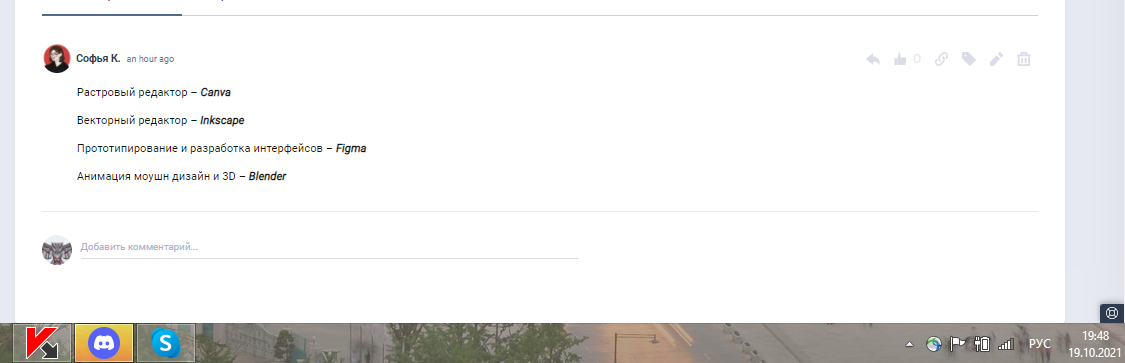 Софья К. an hour ago
0
Растровый редактор – Canva
Векторный редактор – Inkscape
Прототипирование и разработка интерфейсов – Figma
Анимация моушн дизайн и 3D – Blender
Добавить комментарий...
РУС
19:48
19.10.2021